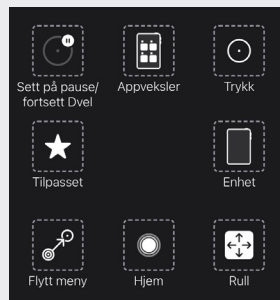 Sett på pause/
fortsett Dvel
Appveksler
Trykk
Tilpasset
Enhet
Flytt meny
Hjem
Rull